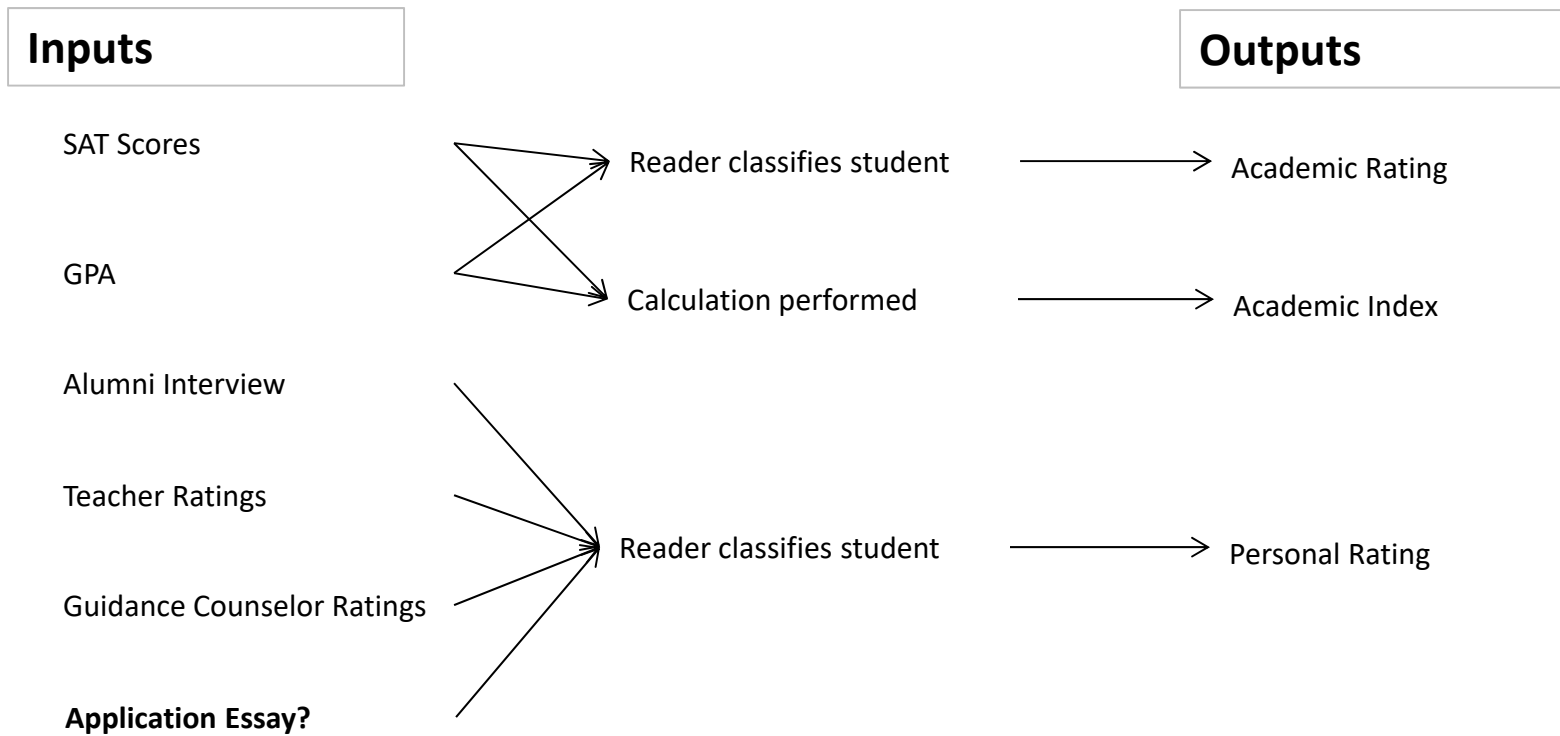 Inputs
Outputs
SAT Scores
Reader classifies student
Academic Rating
GPA
Calculation performed
Academic Index
Alumni Interview
Teacher Ratings
Reader classifies student
Personal Rating
Guidance Counselor Ratings
Application Essay?